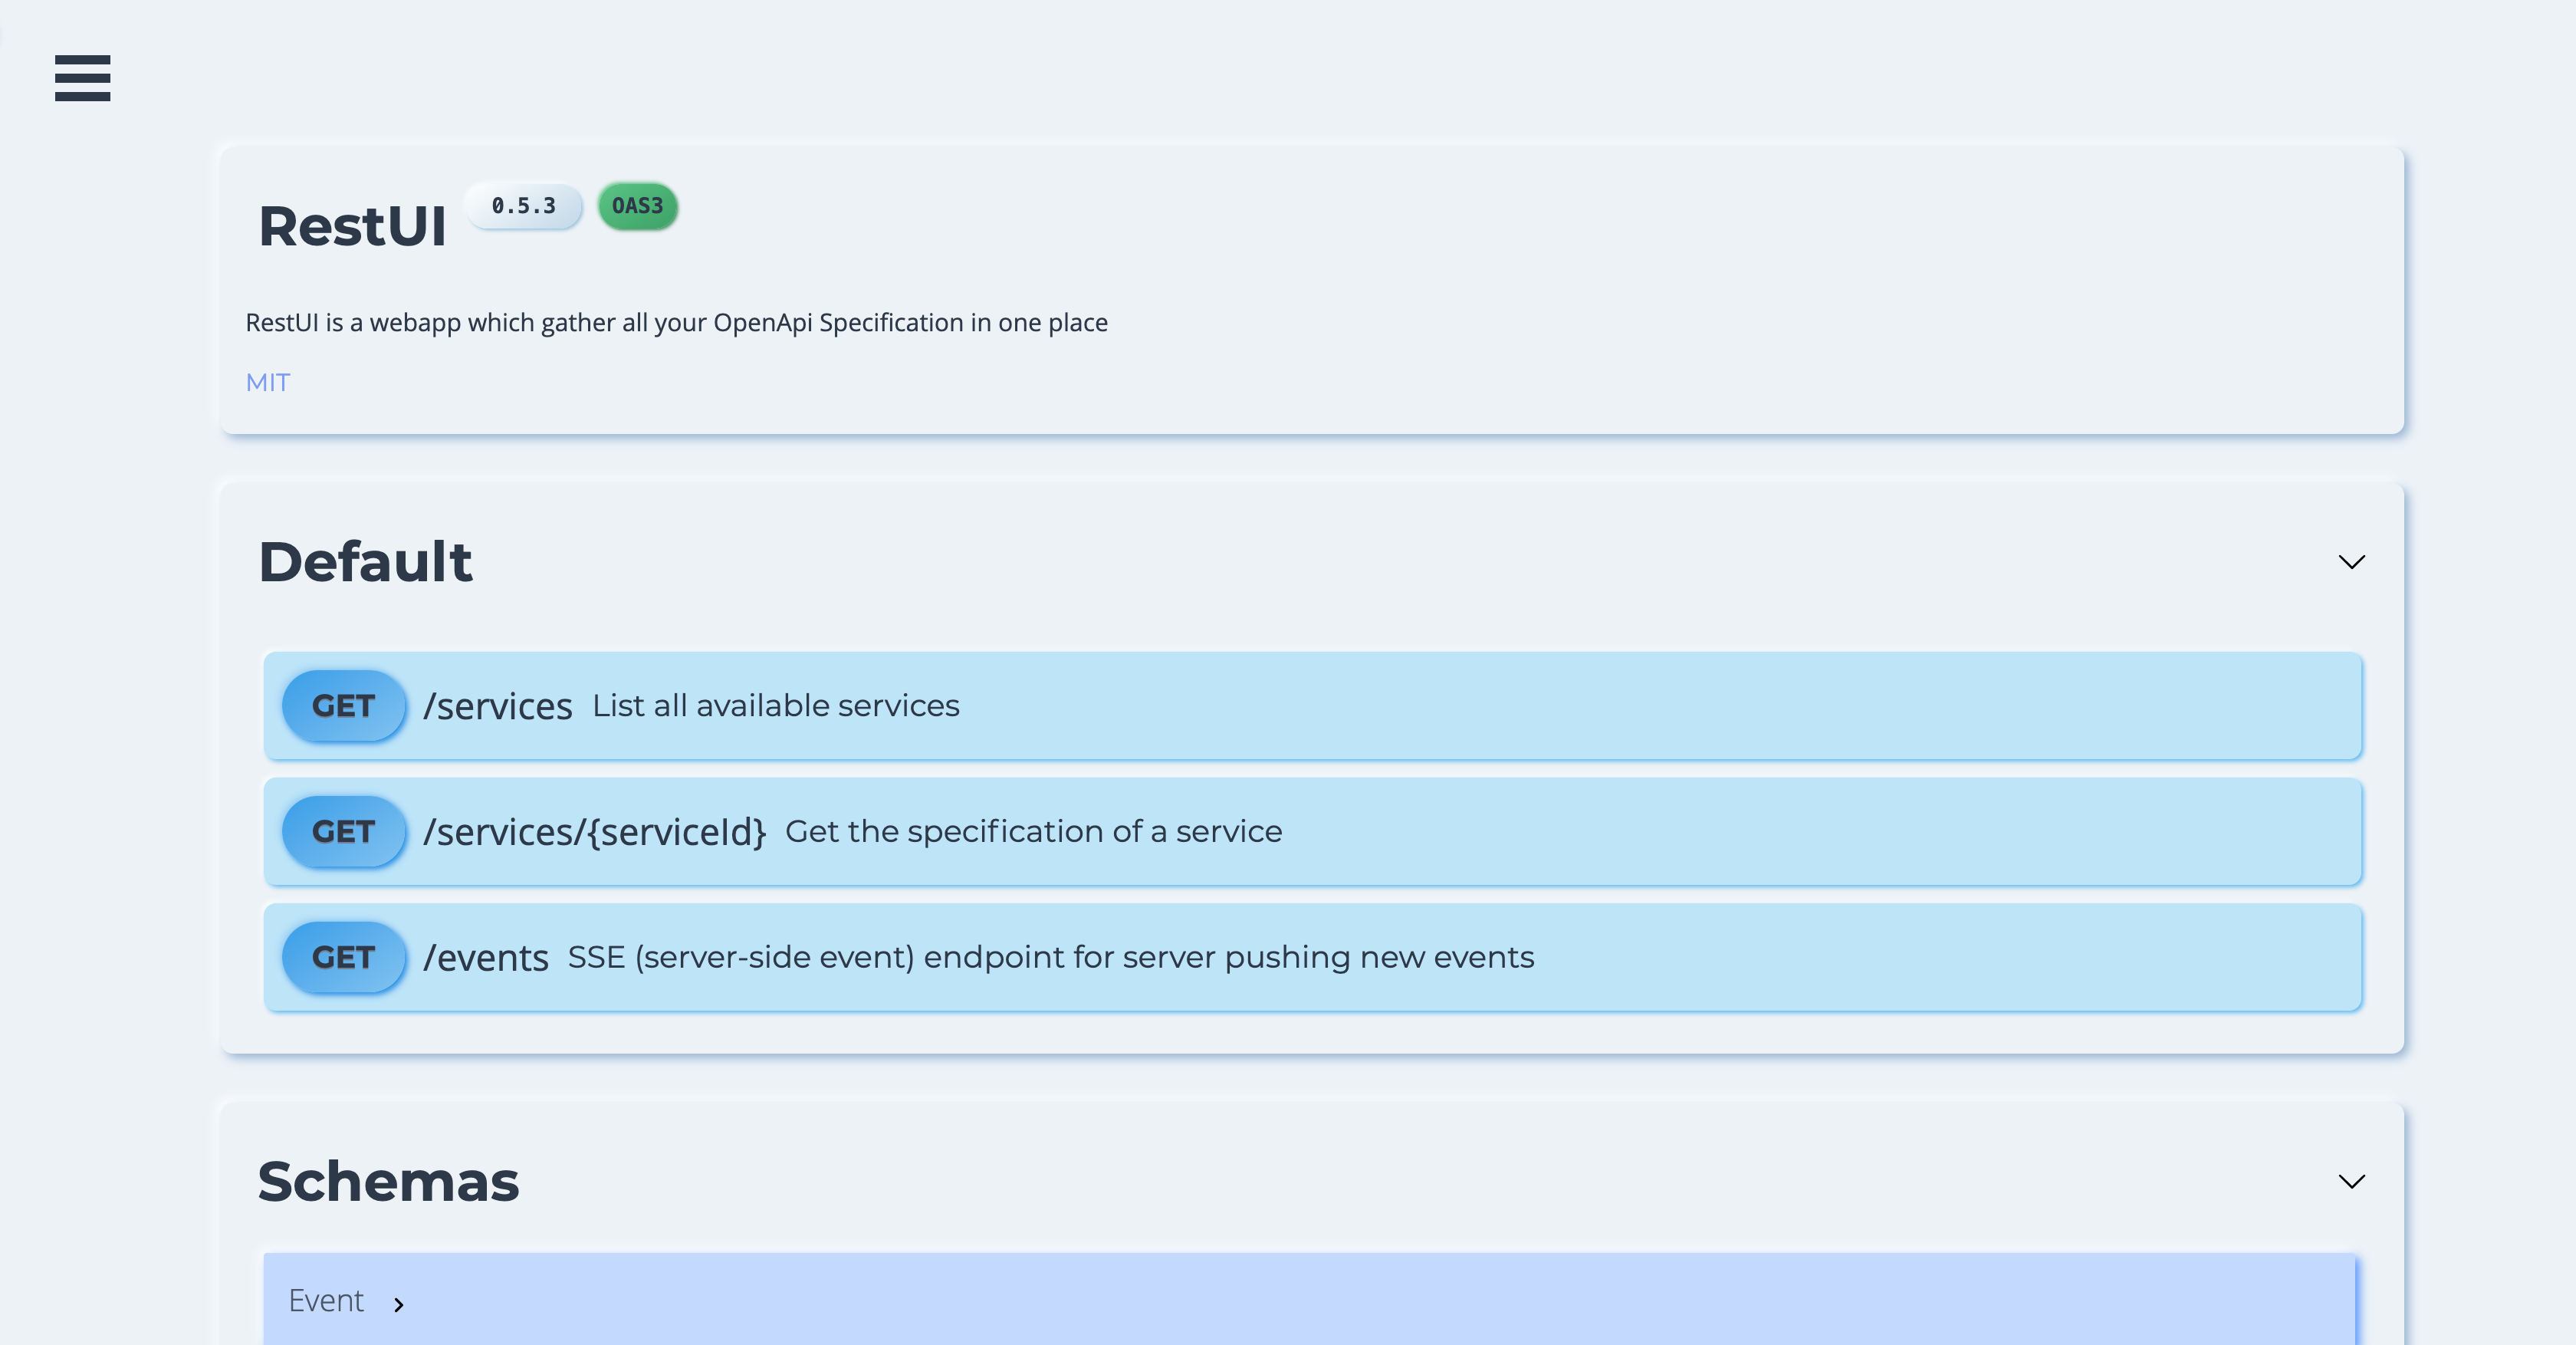 RestUI 0.5.3 OAS3
RestUI is a webapp which gather all your OpenApi Specification in one place
MIT
Default
GET /services List all available services
GET /services/{serviceId} Get the specification of a service
GET /events SSE (server-side event) endpoint for server pushing new events
Schemas
Event